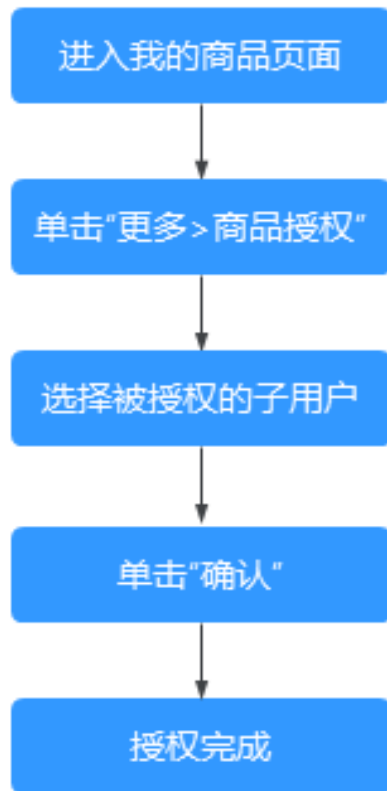 进入我的商品页面
单击“更多>商品授权”
选择被授权的子用户
单击“确认”
授权完成